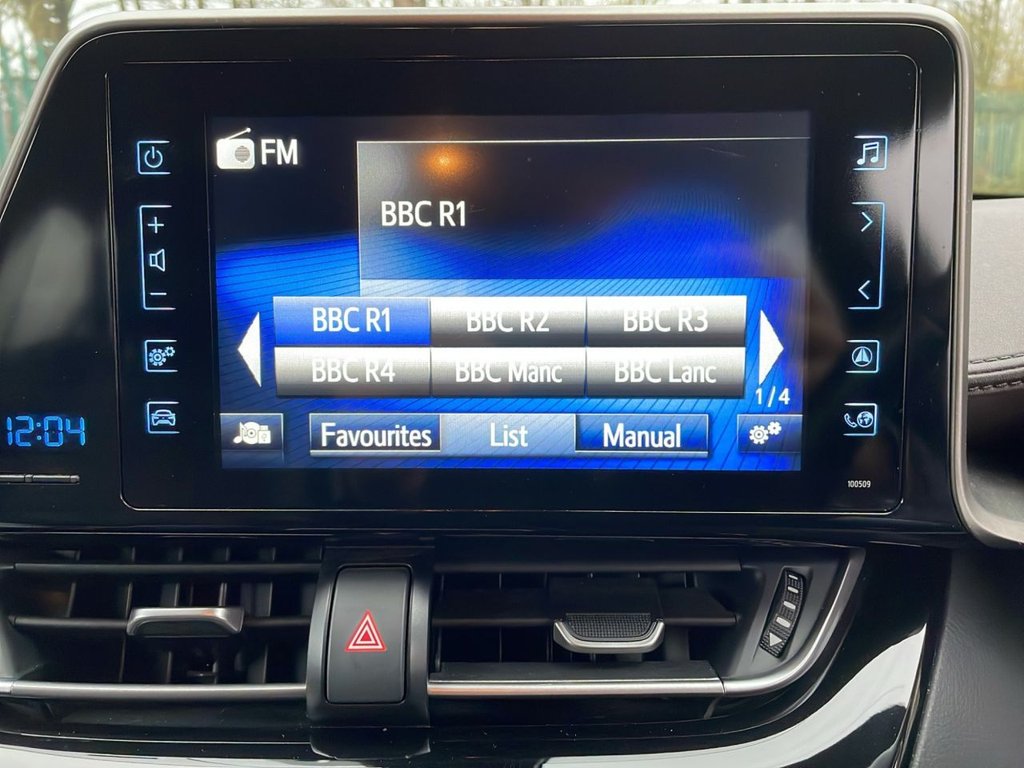 FM
BBC R1
BBC R1 BBC R2 BBC R3
BBC R4 BBC Manc BBC Lanc
1/4
Favourites List Manual
12:04
100509